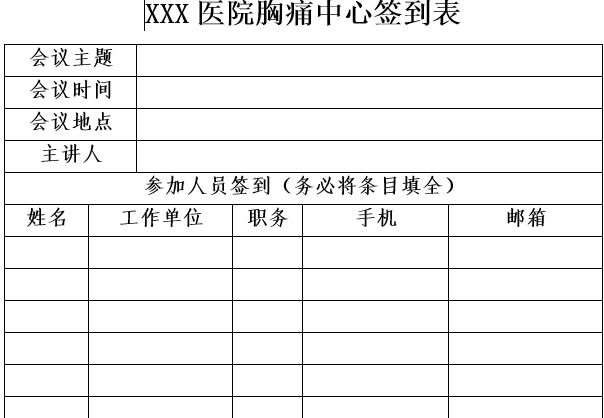 XXX 医院胸痛中心签到表
会议主题
会议时间
会议地点
主讲人
参加人员签到（务必将条目填全）
姓名 工作单位 职务 手机 邮箱